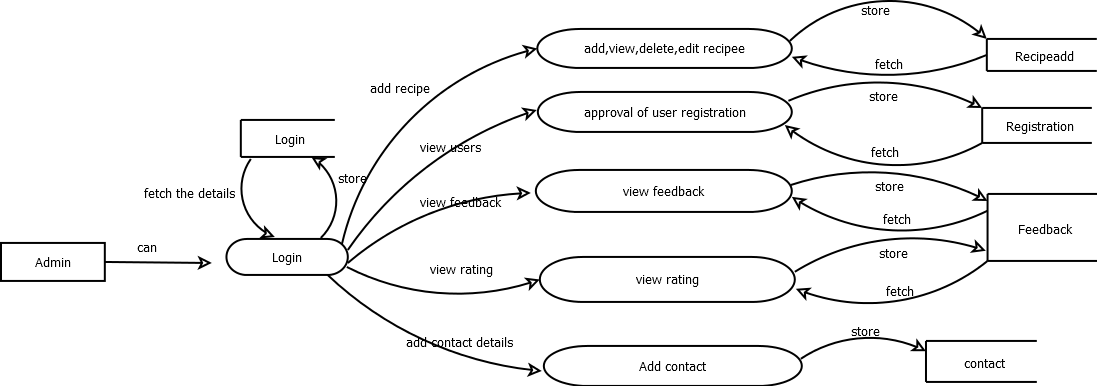 store
add,view,delete,edit recipee
fetch
Recipeadd
add recipe
store
approval of user registration
Registration
Login
view users
fetch
store
fetch the details
view feedback
store
view feedback
fetch
Feedback
Admin
can
Login
view rating
view rating
store
fetch
add contact details
store
Add contact
contact